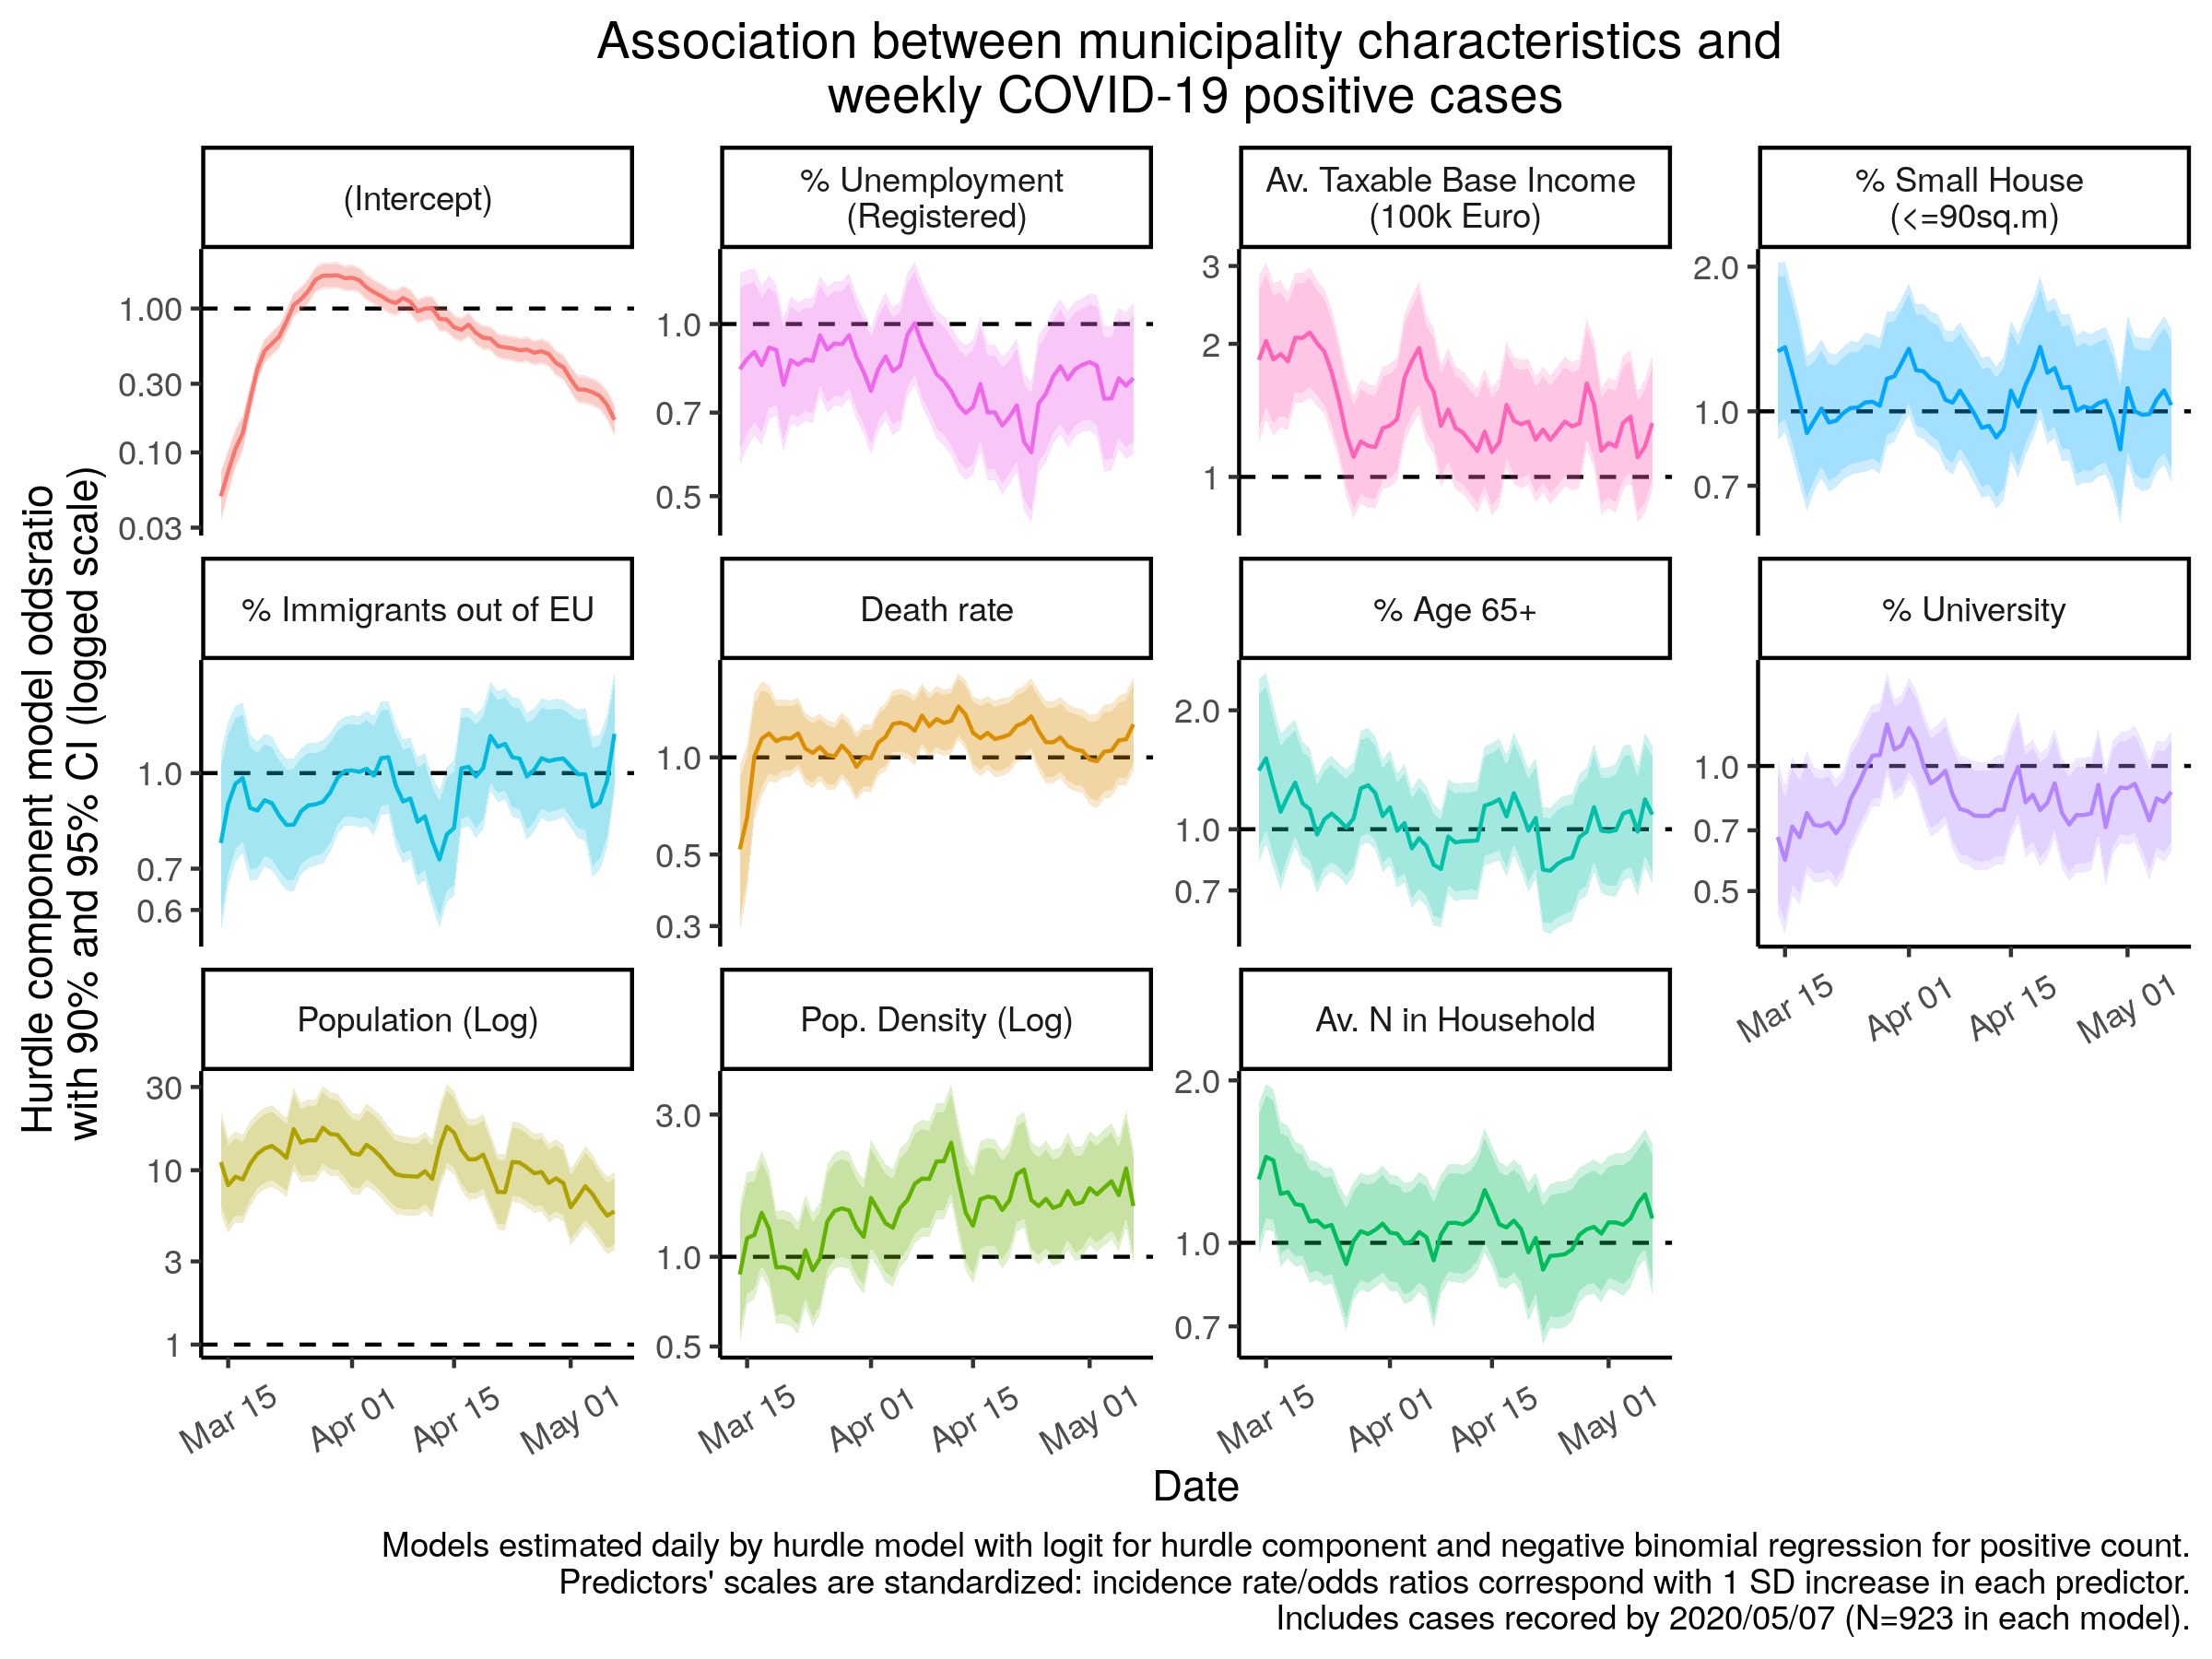 Association between municipality characteristics and
weekly COVID-19 positive cases
Hurdle component model oddsratio
with 90% and 95% CI (logged scale)
(Intercept)
1.00
0.30
0.10
0.03
% Unemployment
(Registered)
1.0
0.7
0.5
Av. Taxable Base Income
(100k Euro)
3
2
1
% Small House
(<=90sq.m)
2.0
1.0
0.7
% Immigrants out of EU
1.0
0.7
0.6
Death rate
1.0
0.5
0.3
% Age 65+
2.0
1.0
0.7
% University
1.0
0.7
0.5
Mar 15 Apr 01 Apr 15 May 01
Population (Log)
30
10
3
1
Mar 15 Apr 01 Apr 15 May 01
Pop. Density (Log)
3.0
1.0
0.5
Mar 15 Apr 01 Apr 15 May 01
Av. N in Household
2.0
1.0
0.7
Mar 15 Apr 01 Apr 15 May 01
Date
Models estimated daily by hurdle model with logit for hurdle component and negative binomial regression for positive count.
Predictors' scales are standardized: incidence rate/odds ratios correspond with 1 SD increase in each predictor.
Includes cases recored by 2020/05/07 (N=923 in each model).